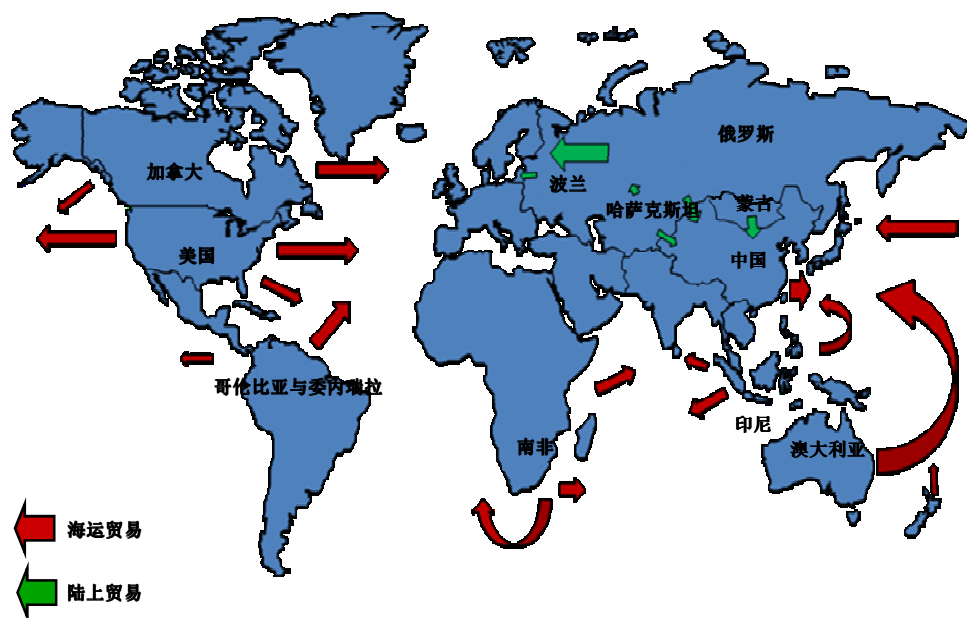 俄罗斯
加拿大
波兰
哈萨克斯坦
蒙古
美国
中国
哥伦比亚与委内瑞拉
印尼
南非
澳大利亚
海运贸易
陆上贸易